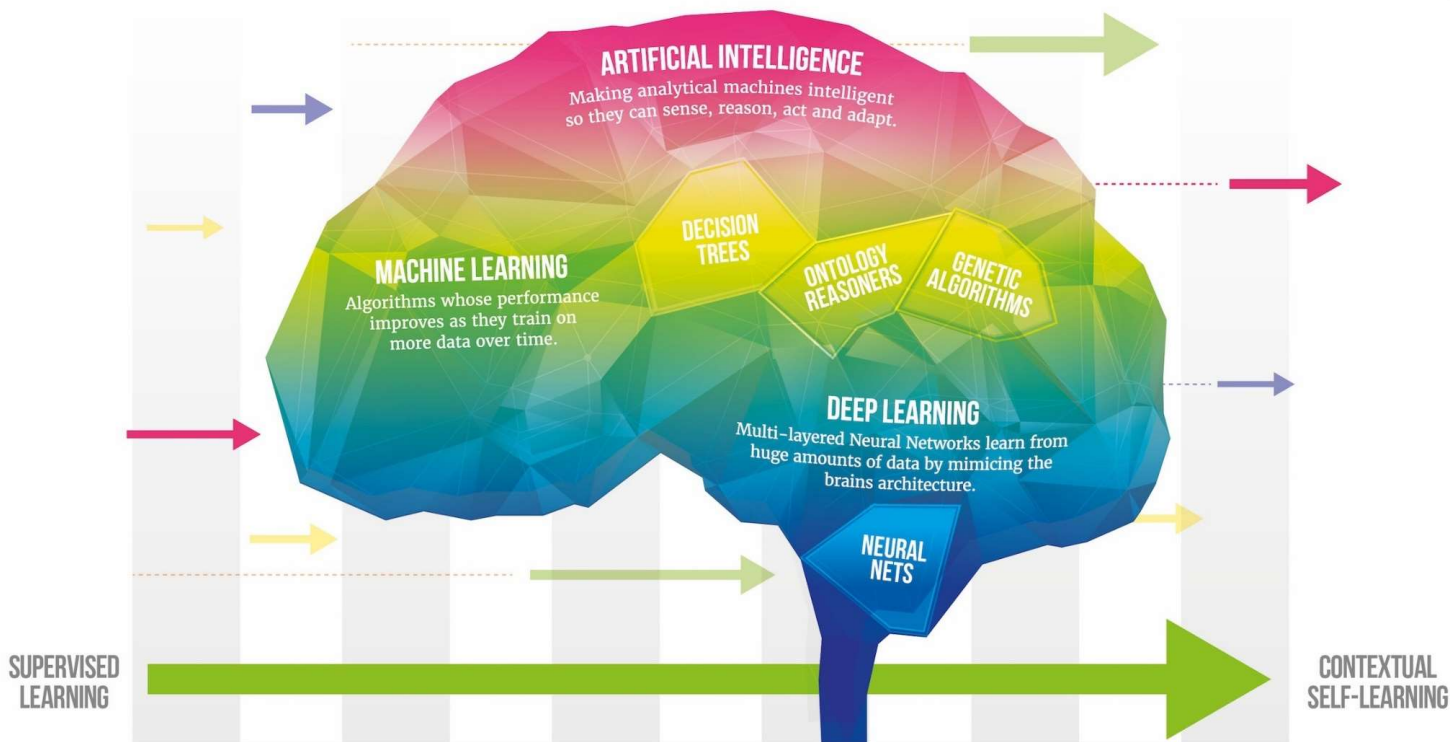 ARTIFICIAL INTELLIGENCE
Making analytical machines intelligent
so they can sense, reason, act and adapt.
DECISION
TREES
ONTOLOGY
REASONERS
GENETIC
ALGORITHMS
MACHINE LEARNING
Algorithms whose performance
improves as they train on
more data over time.
DEEP LEARNING
Multi-layered Neural Networks learn from
huge amounts of data by mimicing the
brains architecture.
NEURAL
NETS
SUPERVISED
LEARNING
CONTEXTUAL
SELF-LEARNING